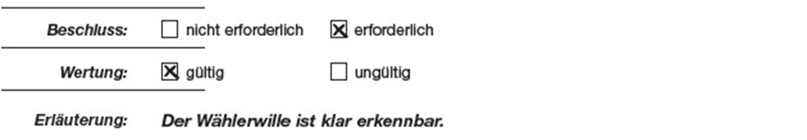 Beschluss: ☐ nicht erforderlich ☒ erforderlich
Wertung: ☒ gültig ☐ ungültig
Erläuterung: Der Wählerwille ist klar erkennbar.